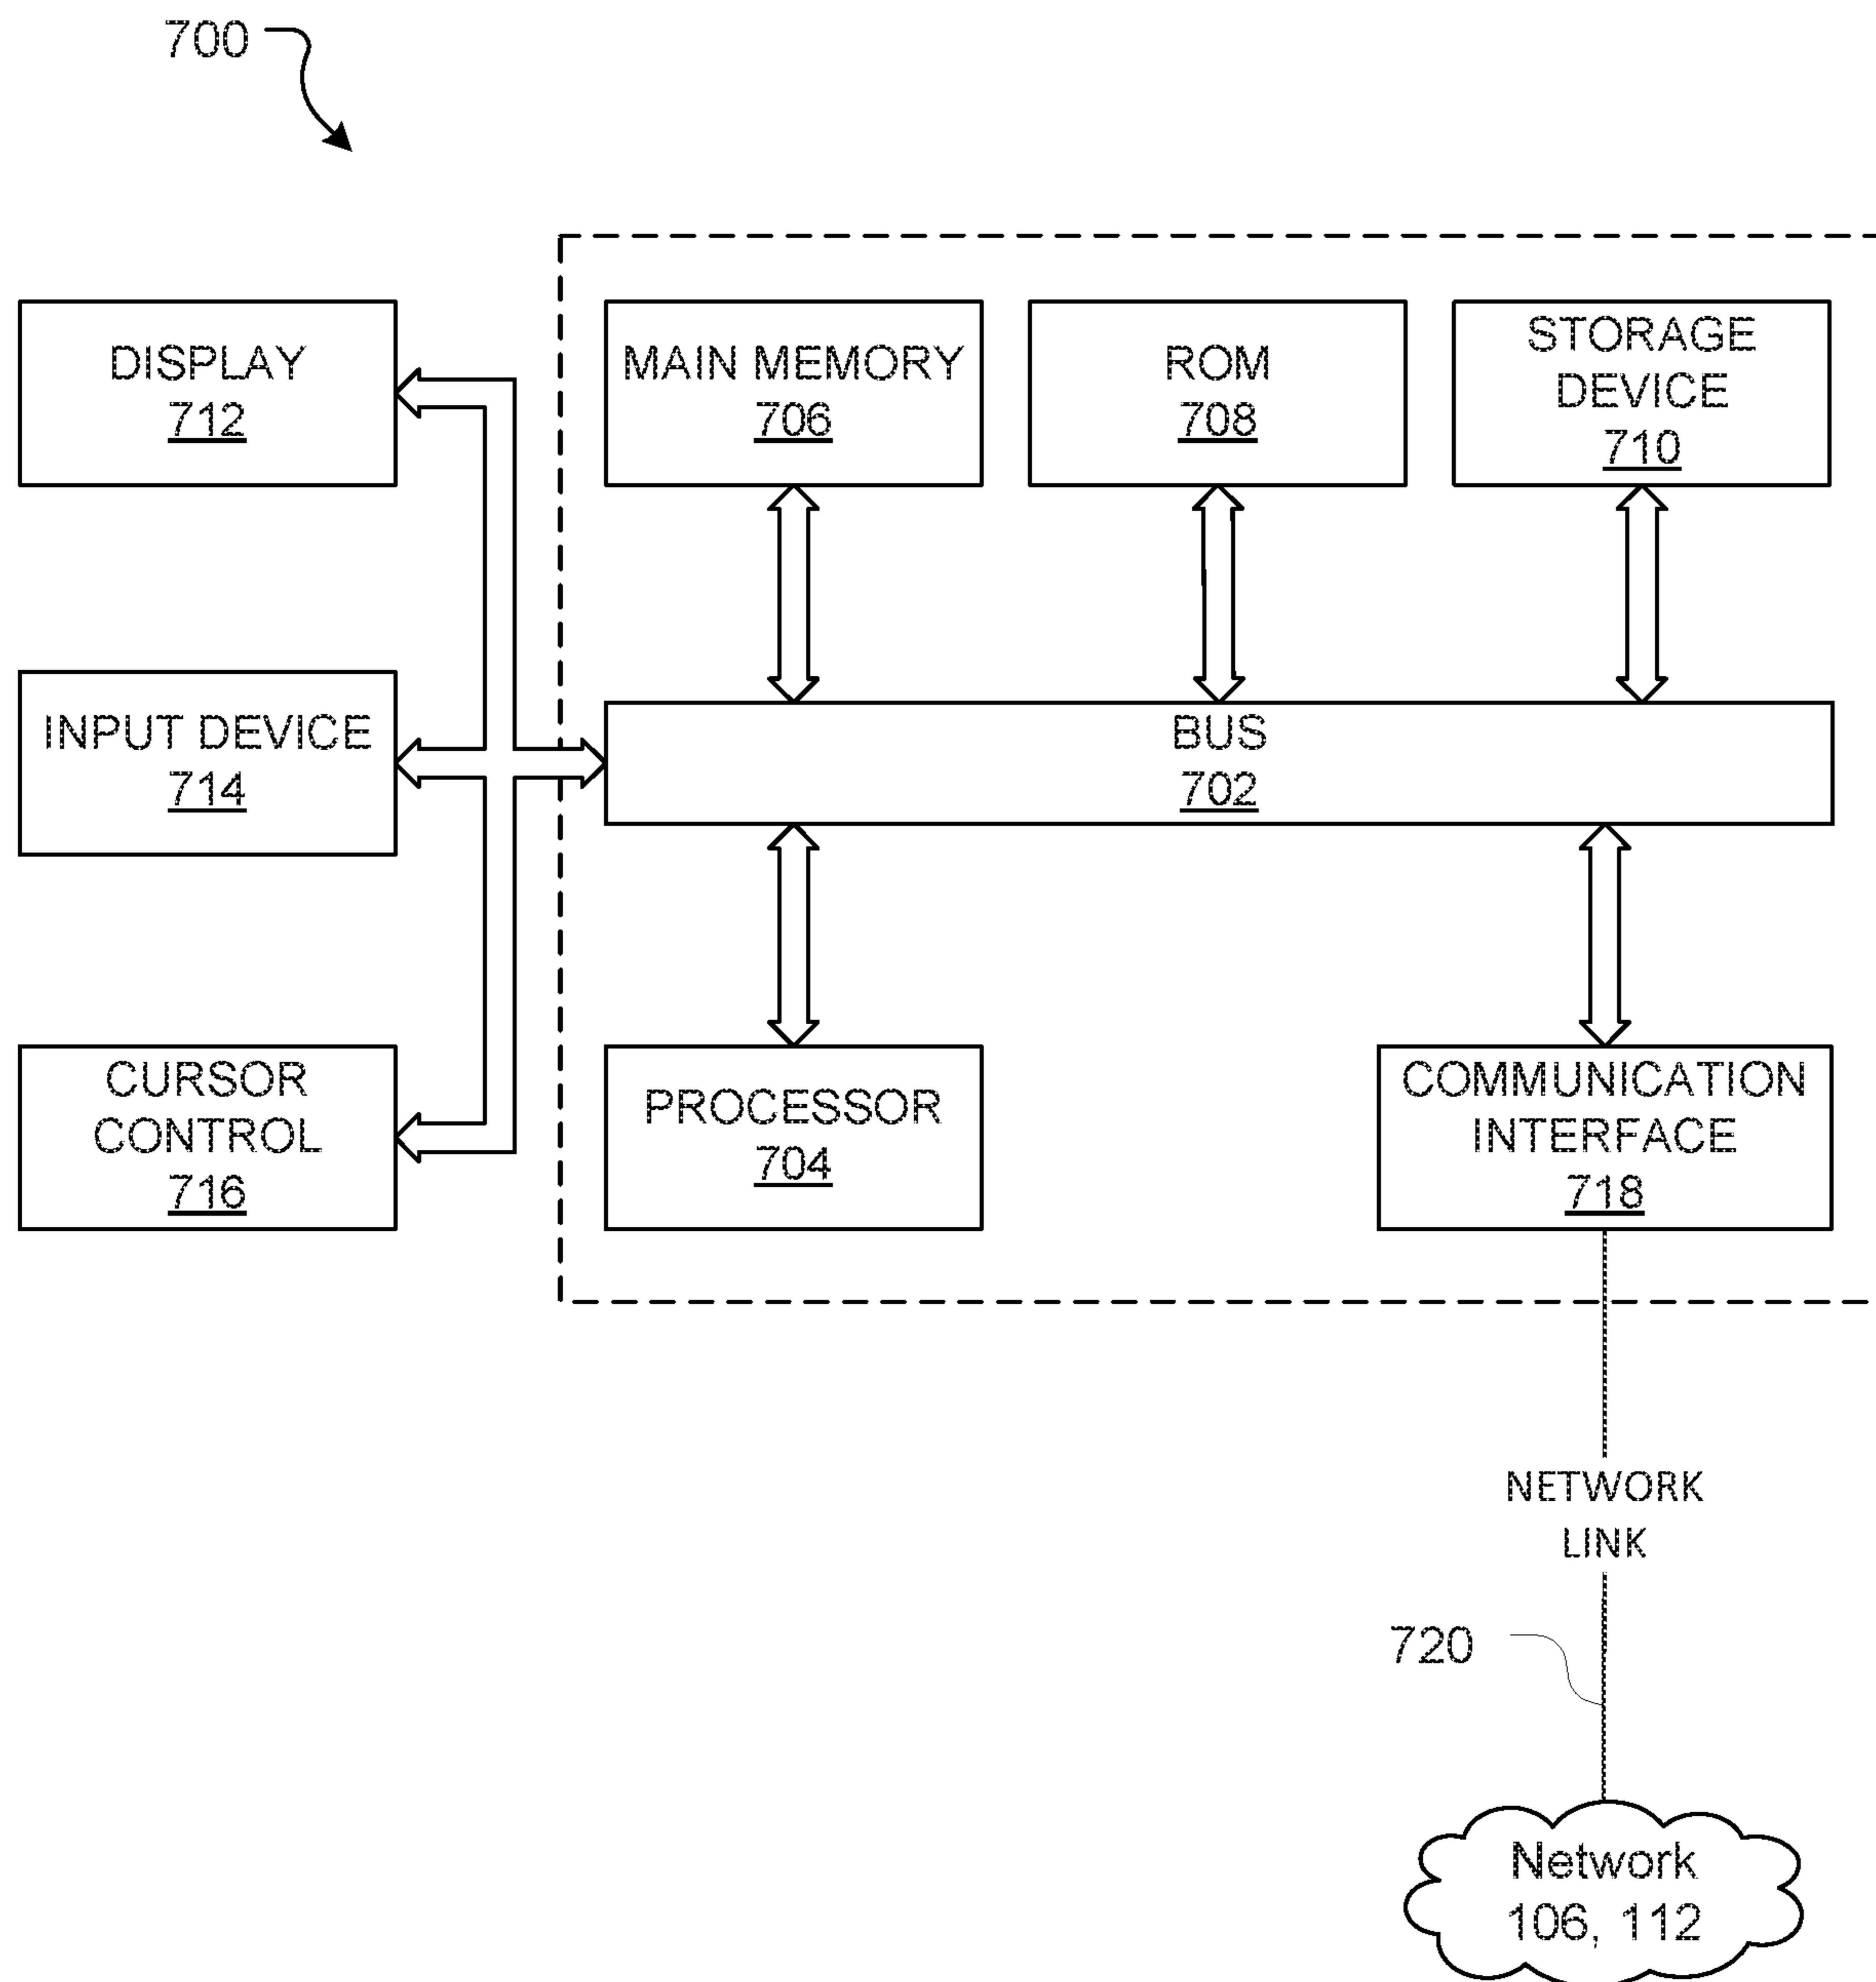 700
DISPLAY
712
MAIN MEMORY
706
ROM
708
STORAGE
DEVICE
710
INPUT DEVICE
714
BUS
702
CURSOR
CONTROL
716
PROCESSOR
704
COMMUNICATION
INTERFACE
718
NETWORK
LINK
720
Network
106, 112